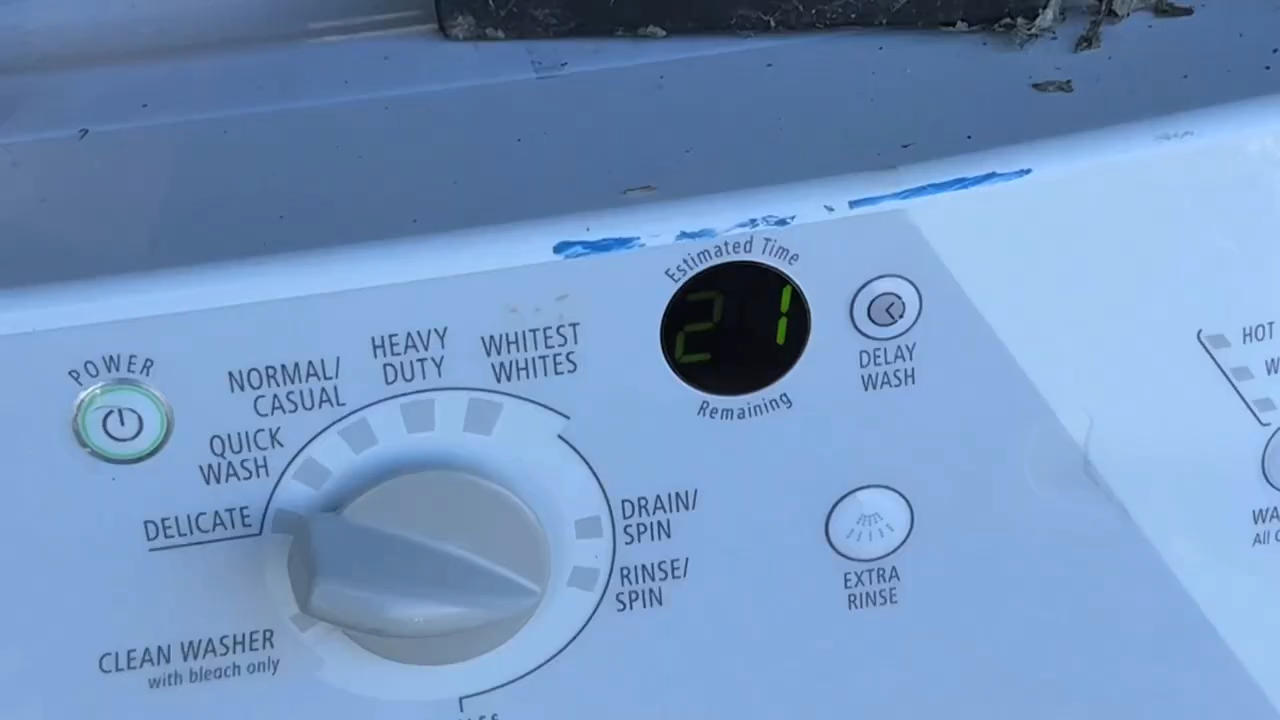 POWER
NORMAL/
CASUAL
HEAVY
DUTY
WHITEST
WHITES
QUICK
WASH
DELICATE
CLEAN WASHER
with bleach only
DRAIN/
SPIN
RINSE/
SPIN
Estimated Time
21
Remaining
DELAY
WASH
EXTRA
RINSE
HOT